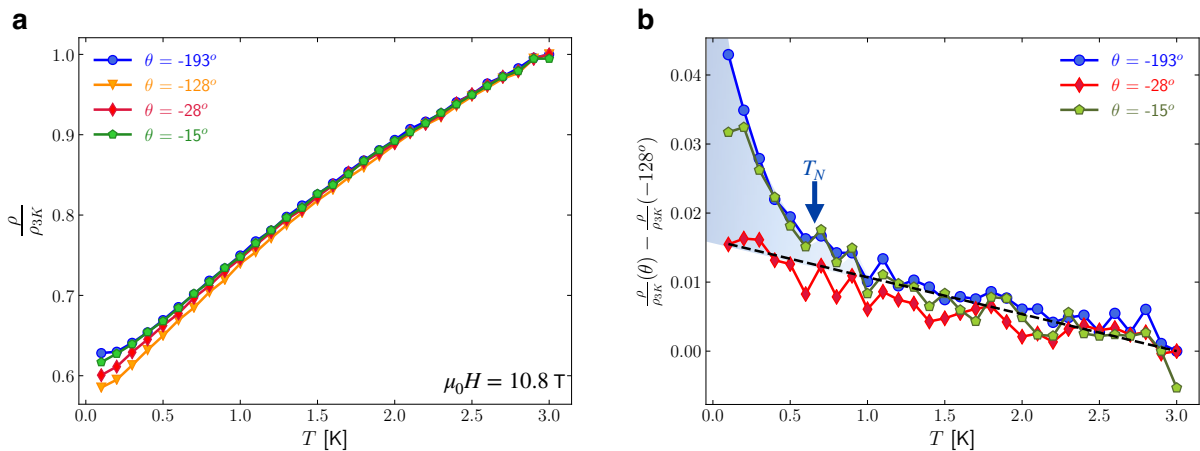 a
1.0
0.9
0.8
0.7
0.6
ρ/ρ3K
θ = -193°
θ = -128°
θ = -28°
θ = -15°
μ₀H = 10.8 T
0.0 0.5 1.0 1.5 2.0 2.5 3.0
T [K]
b
0.04
0.03
0.02
0.01
0.00
ρ/ρ3K(θ) − ρ/ρ3K(−128°)
θ = -193°
θ = -28°
θ = -15°
T_N
0.0 0.5 1.0 1.5 2.0 2.5 3.0
T [K]